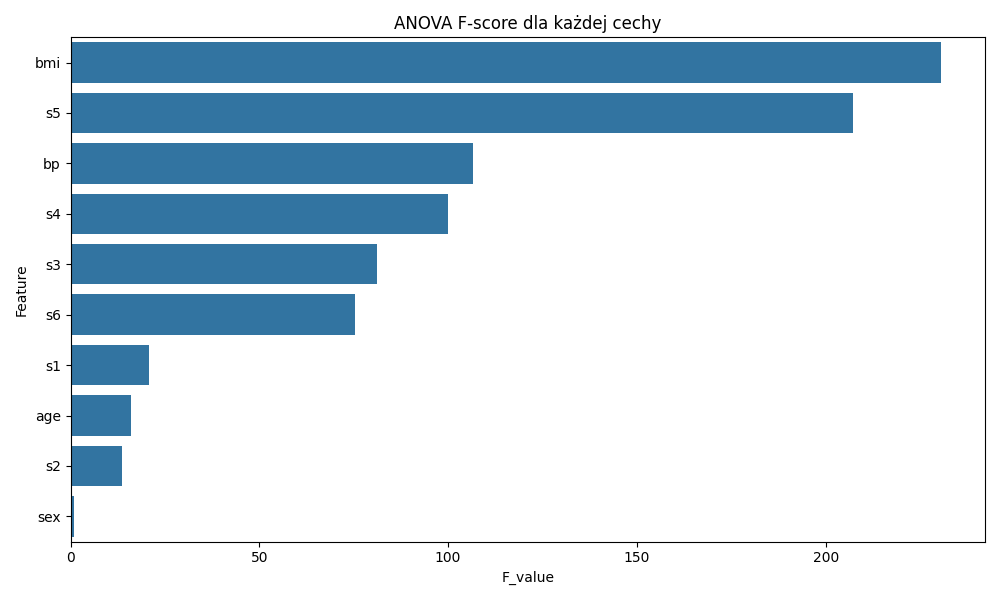 ANOVA F-score dla każdej cechy
Feature
bmi
s5
bp
s4
s3
s6
s1
age
s2
sex
0 50 100 150 200
F_value